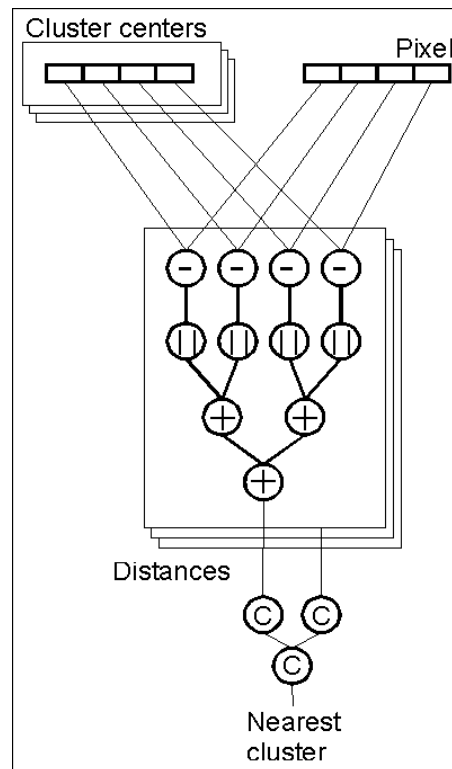 Cluster centers
Pixel
- - - -
|| || || ||
+ +
+
Distances
C C
C
Nearest
cluster